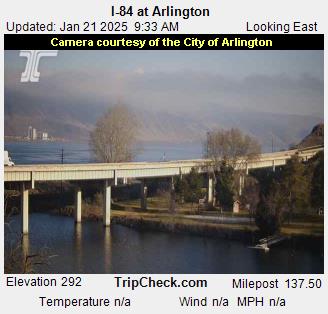 I-84 at Arlington
Updated: Jan 21 2025 9:33 AM Looking East
Camera courtesy of the City of Arlington
Elevation 292 TripCheck.com Milepost 137.50
Temperature n/a Wind n/a MPH n/a